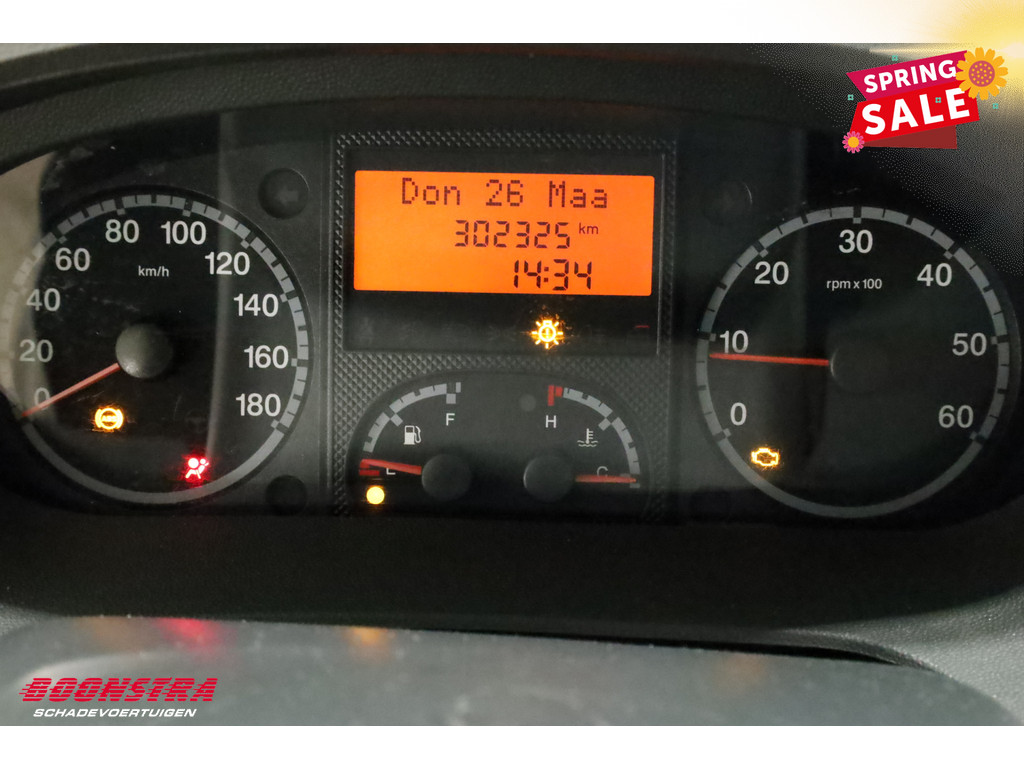 SPRING
SALE
Don 26 Maa
302325 km
14:34
0
20
40
60
80
100
120
140
160
180
km/h
F
E
H
C
0
10
20
30
40
50
60
rpm x 100
BOONSTRA
SCHADEVOERTUIGEN